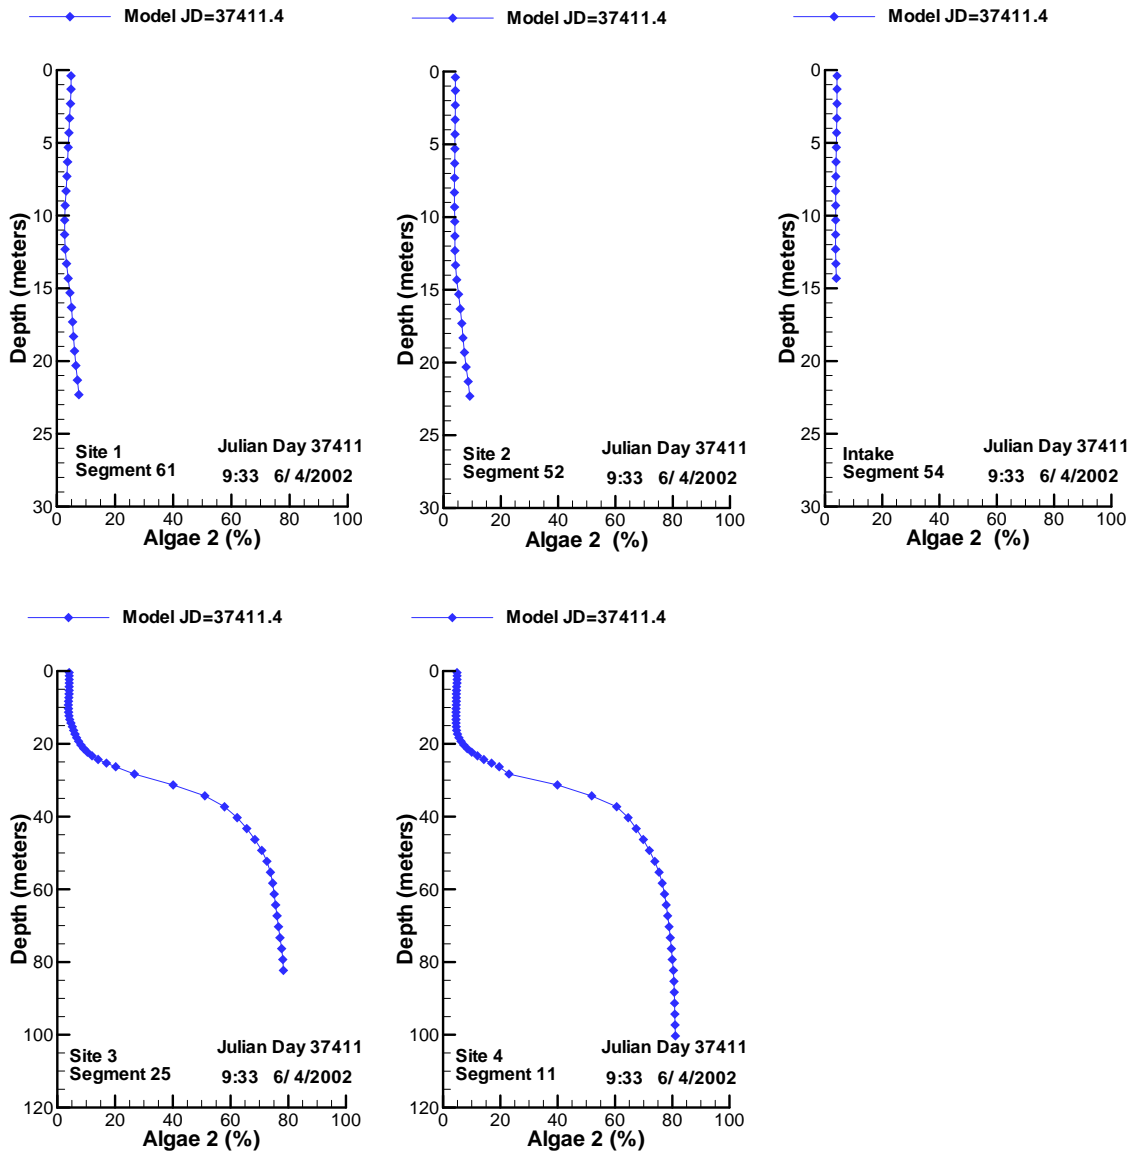 Model JD=37411.4
0
5
10
15
20
25
30
0 20 40 60 80 100
Depth (meters)
Algae 2 (%)
Site 1
Segment 61
Julian Day 37411
9:33 6/ 4/2002
Model JD=37411.4
0
5
10
15
20
25
30
0 20 40 60 80 100
Depth (meters)
Algae 2 (%)
Site 2
Segment 52
Julian Day 37411
9:33 6/ 4/2002
Model JD=37411.4
0
5
10
15
20
25
30
0 20 40 60 80 100
Depth (meters)
Algae 2 (%)
Intake
Segment 54
Julian Day 37411
9:33 6/ 4/2002
Model JD=37411.4
0
20
40
60
80
100
120
0 20 40 60 80 100
Depth (meters)
Algae 2 (%)
Site 3
Segment 25
Julian Day 37411
9:33 6/ 4/2002
Model JD=37411.4
0
20
40
60
80
100
120
0 20 40 60 80 100
Depth (meters)
Algae 2 (%)
Site 4
Segment 11
Julian Day 37411
9:33 6/ 4/2002